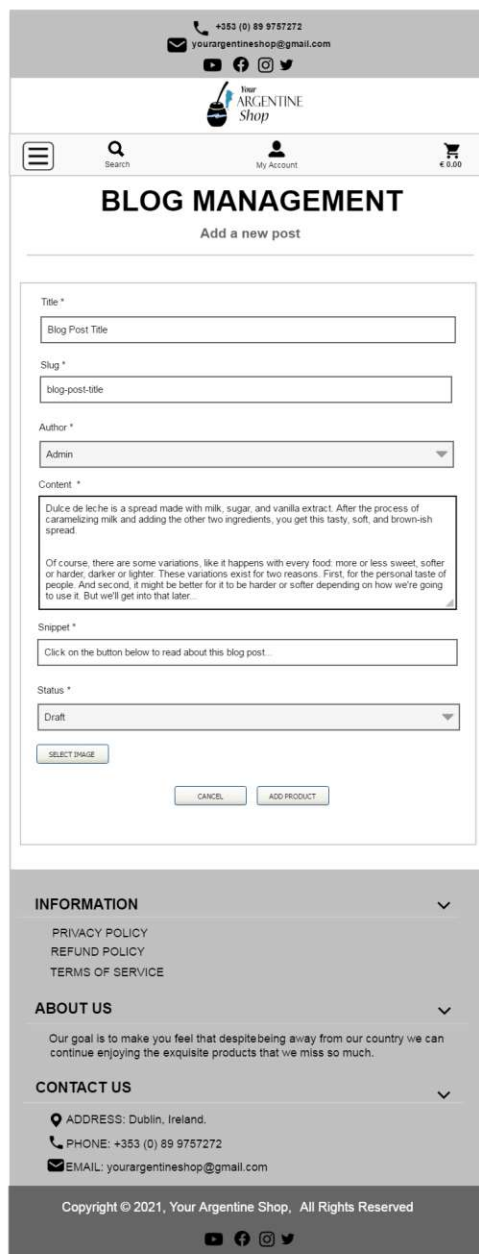 +353 (0) 89 9757272
yourargentineshop@gmail.com
Your
ARGENTINE
Shop
Search
My Account
€ 0.00
BLOG MANAGEMENT
Add a new post
Title *
Blog Post Title
Slug *
blog-post-title
Author *
Admin
Content *
Dulce de leche is a spread made with milk, sugar, and vanilla extract. After the process of
caramelizing milk and adding the other two ingredients, you get this tasty, soft, and brown-ish
spread.
Of course, there are some variations, like it happens with every food: more or less sweet, softer
or harder, darker or lighter. These variations exist for two reasons. First, for the personal taste of
people. And second, it might be better for it to be harder or softer depending on how we're going
to use it. But we'll get into that later...
Snippet *
Click on the button below to read about this blog post...
Status *
Draft
SELECT IMAGE
CANCEL
ADD PRODUCT
INFORMATION
PRIVACY POLICY
REFUND POLICY
TERMS OF SERVICE
ABOUT US
Our goal is to make you feel that despitebeing away from our country we can
continue enjoying the exquisite products that we miss so much.
CONTACT US
ADDRESS: Dublin, Ireland.
PHONE: +353 (0) 89 9757272
EMAIL: yourargentineshop@gmail.com
Copyright © 2021, Your Argentine Shop, All Rights Reserved